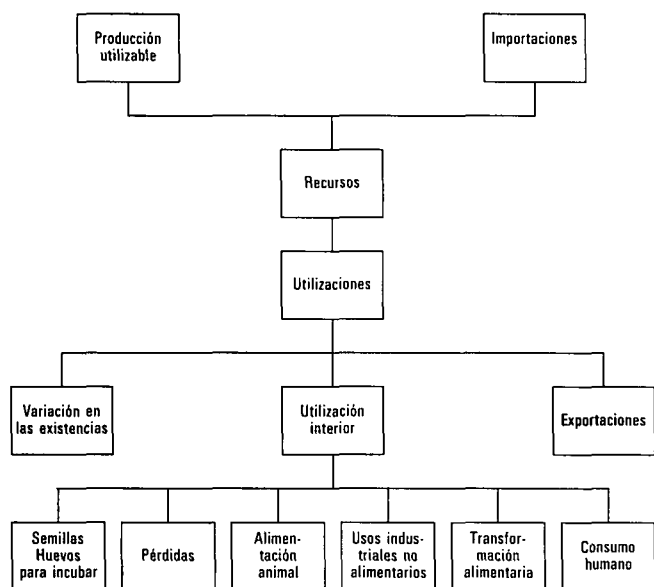 Producción
utilizable
Importaciones
Recursos
Utilizaciones
Variación en
las existencias
Utilización
interior
Exportaciones
Semillas
Huevos
para incubar
Pérdidas
Alimen-
tación
animal
Usos indus-
triales no
alimentarios
Transfor-
mación
alimentaria
Consumo
humano